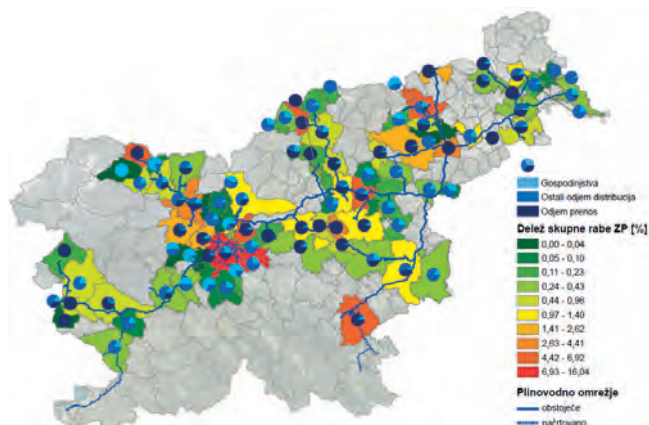 Gospodinjstva
Ostali odjem distribucija
Odjem prenos
Delež skupne rabe ZP [%]
0,00 - 0,04
0,05 - 0,10
0,11 - 0,23
0,24 - 0,43
0,44 - 0,96
0,97 - 1,40
1,41 - 2,62
2,63 - 4,41
4,42 - 6,92
6,93 - 16,04
Plinovodno omrežje
obstoječe
načrtovano